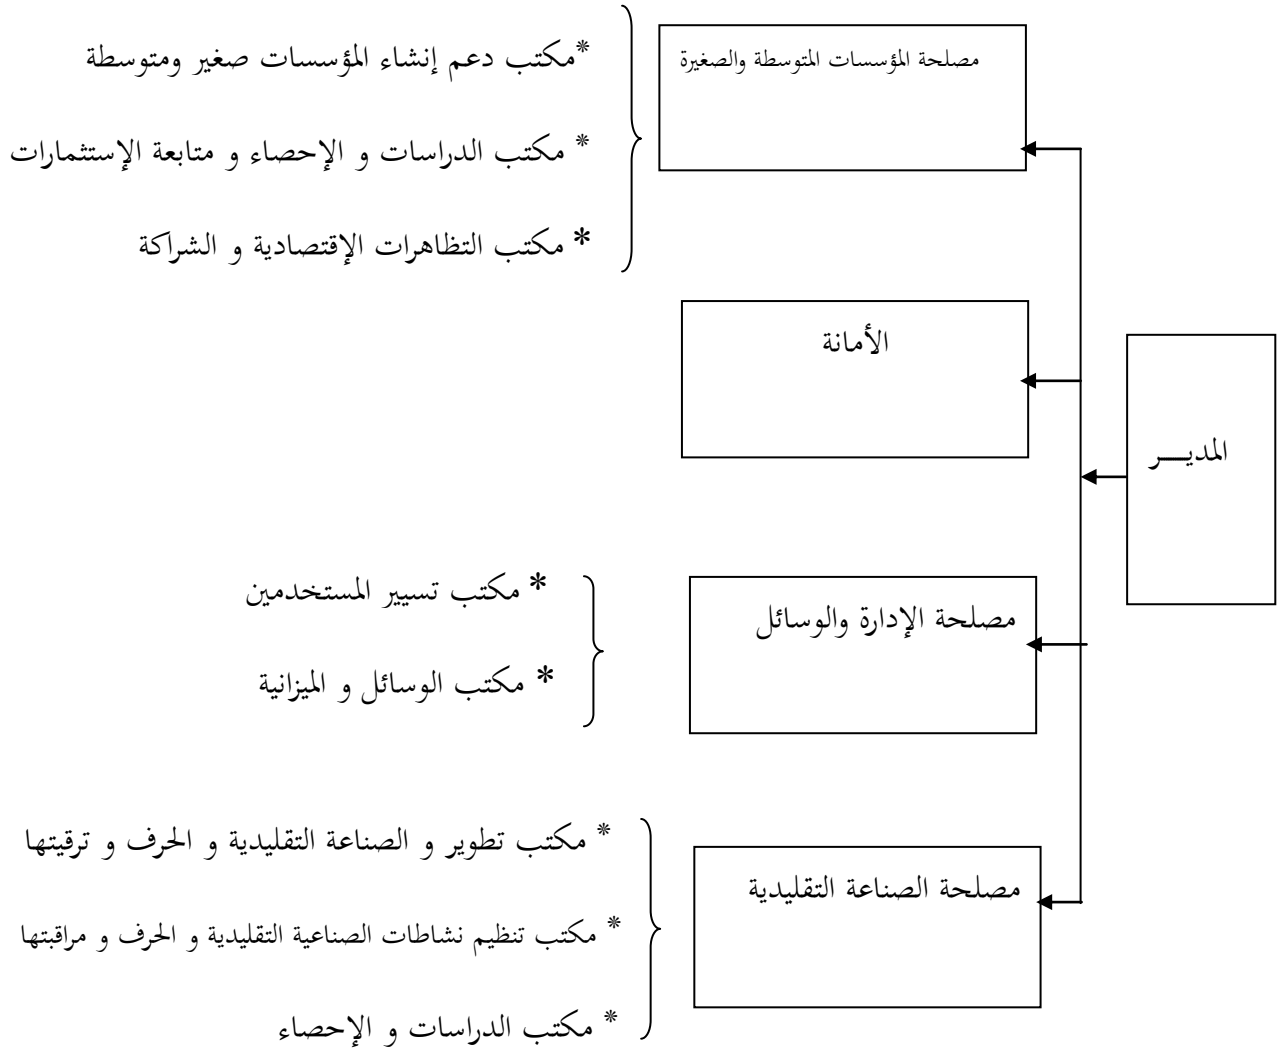 مصلحة المؤسسات المتوسطة والصغيرة
*مكتب دعم إنشاء المؤسسات صغير ومتوسطة
* مكتب الدراسات و الإحصاء و متابعة الإستثمارات
* مكتب التظاهرات الإقتصادية و الشراكة
الأمانة
المديـــر
مصلحة الإدارة والوسائل
* مكتب تسيير المستخدمين
* مكتب الوسائل و الميزانية
مصلحة الصناعة التقليدية
* مكتب تطوير و الصناعة التقليدية و الحرف و ترقيتها
* مكتب تنظيم نشاطات الصناعية التقليدية و الحرف و مراقبتها
* مكتب الدراسات و الإحصاء